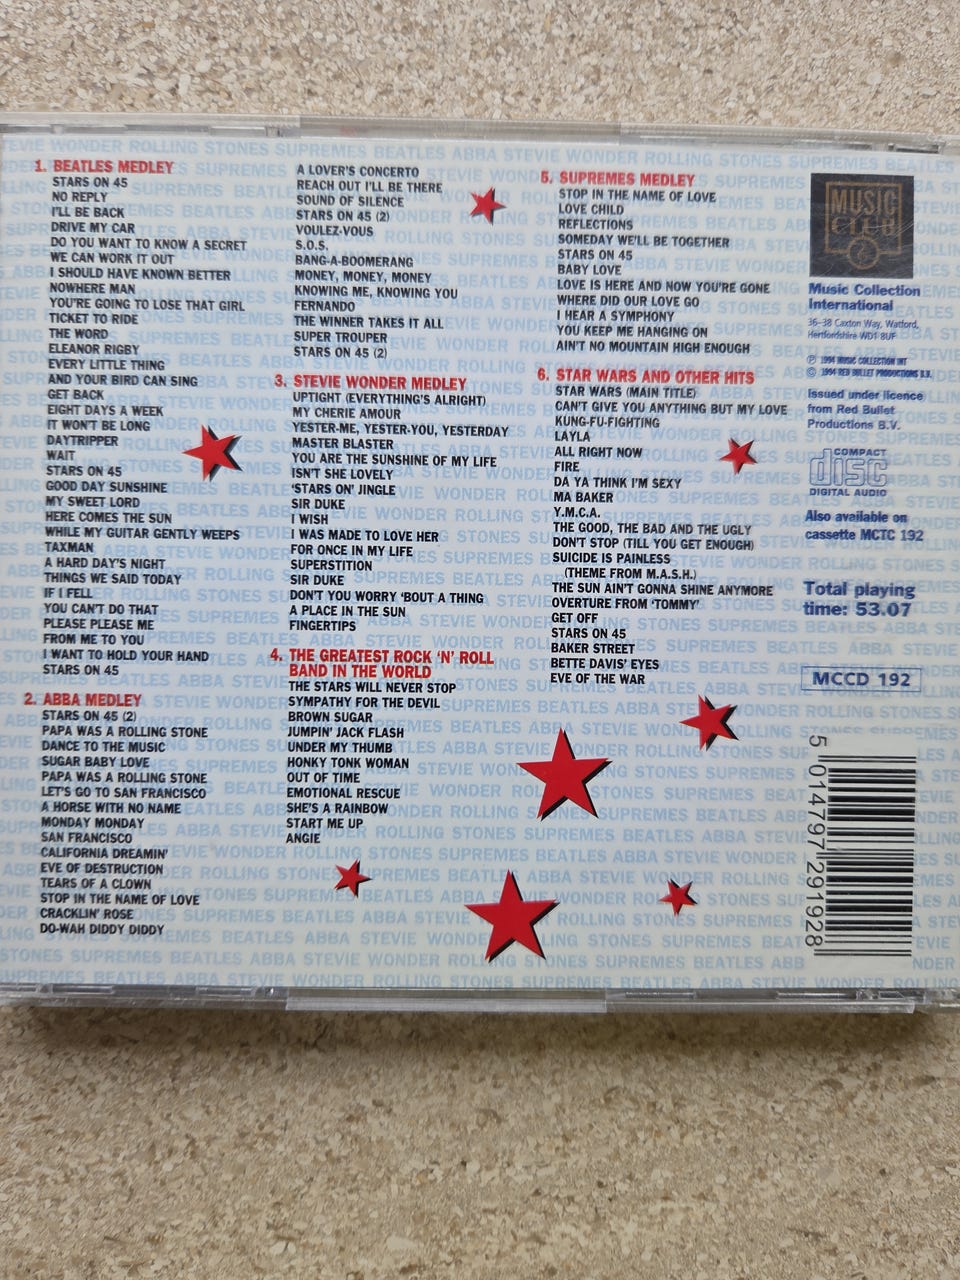 1. BEATLES MEDLEY
STARS ON 45
NO REPLY
I'LL BE BACK
DRIVE MY CAR
DO YOU WANT TO KNOW A SECRET
WE CAN WORK IT OUT
I SHOULD HAVE KNOWN BETTER
NOWHERE MAN
YOU'RE GOING TO LOSE THAT GIRL
TICKET TO RIDE
THE WORD
ELEANOR RIGBY
EVERY LITTLE THING
AND YOUR BIRD CAN SING
GET BACK
EIGHT DAYS A WEEK
IT WON'T BE LONG
DAYTRIPPER
WAIT
STARS ON 45
GOOD DAY SUNSHINE
MY SWEET LORD
HERE COMES THE SUN
WHILE MY GUITAR GENTLY WEEPS
TAXMAN
A HARD DAY'S NIGHT
THINGS WE SAID TODAY
IF I FELL
YOU CAN'T DO THAT
PLEASE PLEASE ME
FROM ME TO YOU
I WANT TO HOLD YOUR HAND
STARS ON 45
2. ABBA MEDLEY
STARS ON 45 (2)
PAPA WAS A ROLLING STONE
DANCE TO THE MUSIC
SUGAR BABY LOVE
PAPA WAS A ROLLING STONE
LET'S GO TO SAN FRANCISCO
A HORSE WITH NO NAME
MONDAY MONDAY
SAN FRANCISCO
CALIFORNIA DREAMIN'
EVE OF DESTRUCTION
TEARS OF A CLOWN
STOP IN THE NAME OF LOVE
CRACKLIN' ROSE
DO-WAH DIDDY DIDDY
A LOVER'S CONCERTO
REACH OUT I'LL BE THERE
SOUND OF SILENCE
STARS ON 45 (2)
VOULEZ-VOUS
S.O.S.
BANG-A-BOOMERANG
MONEY, MONEY, MONEY
KNOWING ME, KNOWING YOU
FERNANDO
THE WINNER TAKES IT ALL
SUPER TROUPER
STARS ON 45 (2)
3. STEVIE WONDER MEDLEY
UPTIGHT (EVERYTHING'S ALRIGHT)
MY CHERIE AMOUR
YESTER-ME, YESTER-YOU, YESTERDAY
MASTER BLASTER
YOU ARE THE SUNSHINE OF MY LIFE
ISN'T SHE LOVELY
'STARS ON' JINGLE
SIR DUKE
I WISH
I WAS MADE TO LOVE HER
FOR ONCE IN MY LIFE
SUPERSTITION
SIR DUKE
DON'T YOU WORRY 'BOUT A THING
A PLACE IN THE SUN
FINGERTIPS
4. THE GREATEST ROCK 'N' ROLL
BAND IN THE WORLD
THE STARS WILL NEVER STOP
SYMPATHY FOR THE DEVIL
BROWN SUGAR
JUMPIN' JACK FLASH
UNDER MY THUMB
HONKY TONK WOMAN
OUT OF TIME
EMOTIONAL RESCUE
SHE'S A RAINBOW
START ME UP
ANGIE
5. SUPREMES MEDLEY
STOP IN THE NAME OF LOVE
LOVE CHILD
REFLECTIONS
SOMEDAY WE'LL BE TOGETHER
STARS ON 45
BABY LOVE
LOVE IS HERE AND NOW YOU'RE GONE
WHERE DID OUR LOVE GO
I HEAR A SYMPHONY
YOU KEEP ME HANGING ON
AIN'T NO MOUNTAIN HIGH ENOUGH
6. STAR WARS AND OTHER HITS
STAR WARS (MAIN TITLE)
CAN'T GIVE YOU ANYTHING BUT MY LOVE
KUNG-FU-FIGHTING
LAYLA
ALL RIGHT NOW
FIRE
DA YA THINK I'M SEXY
MA BAKER
Y.M.C.A.
THE GOOD, THE BAD AND THE UGLY
DON'T STOP (TILL YOU GET ENOUGH)
SUICIDE IS PAINLESS
(THEME FROM M.A.S.H.)
THE SUN AIN'T GONNA SHINE ANYMORE
OVERTURE FROM 'TOMMY'
GET OFF
STARS ON 45
BAKER STREET
BETTE DAVIS' EYES
EVE OF THE WAR
MUSIC
CLUB
Music Collection
International
36-38 Caxton Way, Watford,
Hertfordshire WD1 8UF
℗ 1994 MUSIC COLLECTION INT
© 1994 RED BULLET PRODUCTIONS B.V.
Issued under licence
from Red Bullet
Productions B.V.
COMPACT
disc
DIGITAL AUDIO
Also available on
cassette MCTC 192
Total playing
time: 53.07
MCCD 192
5 014797 291928